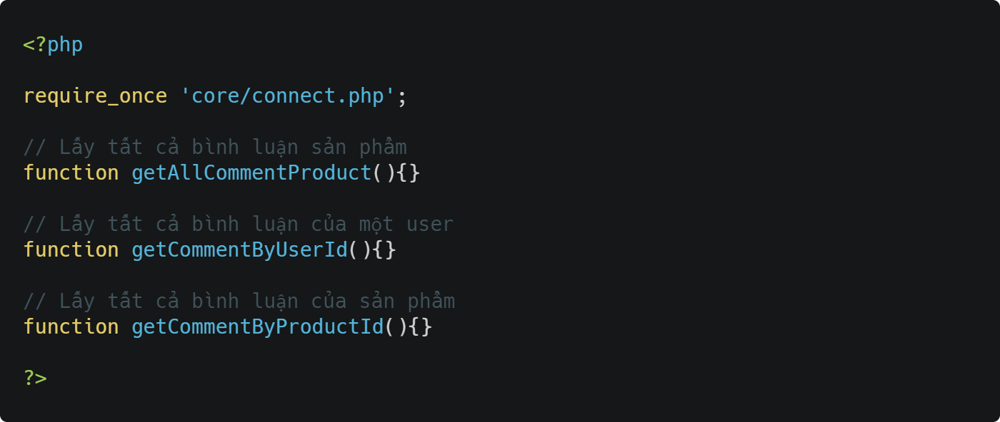 <?php
require_once 'core/connect.php';
// Lấy tất cả bình luận sản phẩm
function getAllCommentProduct(){}
// Lấy tất cả bình luận của một user
function getCommentByUserId(){}
// Lấy tất cả bình luận của sản phẩm
function getCommentByProductId(){}
?>